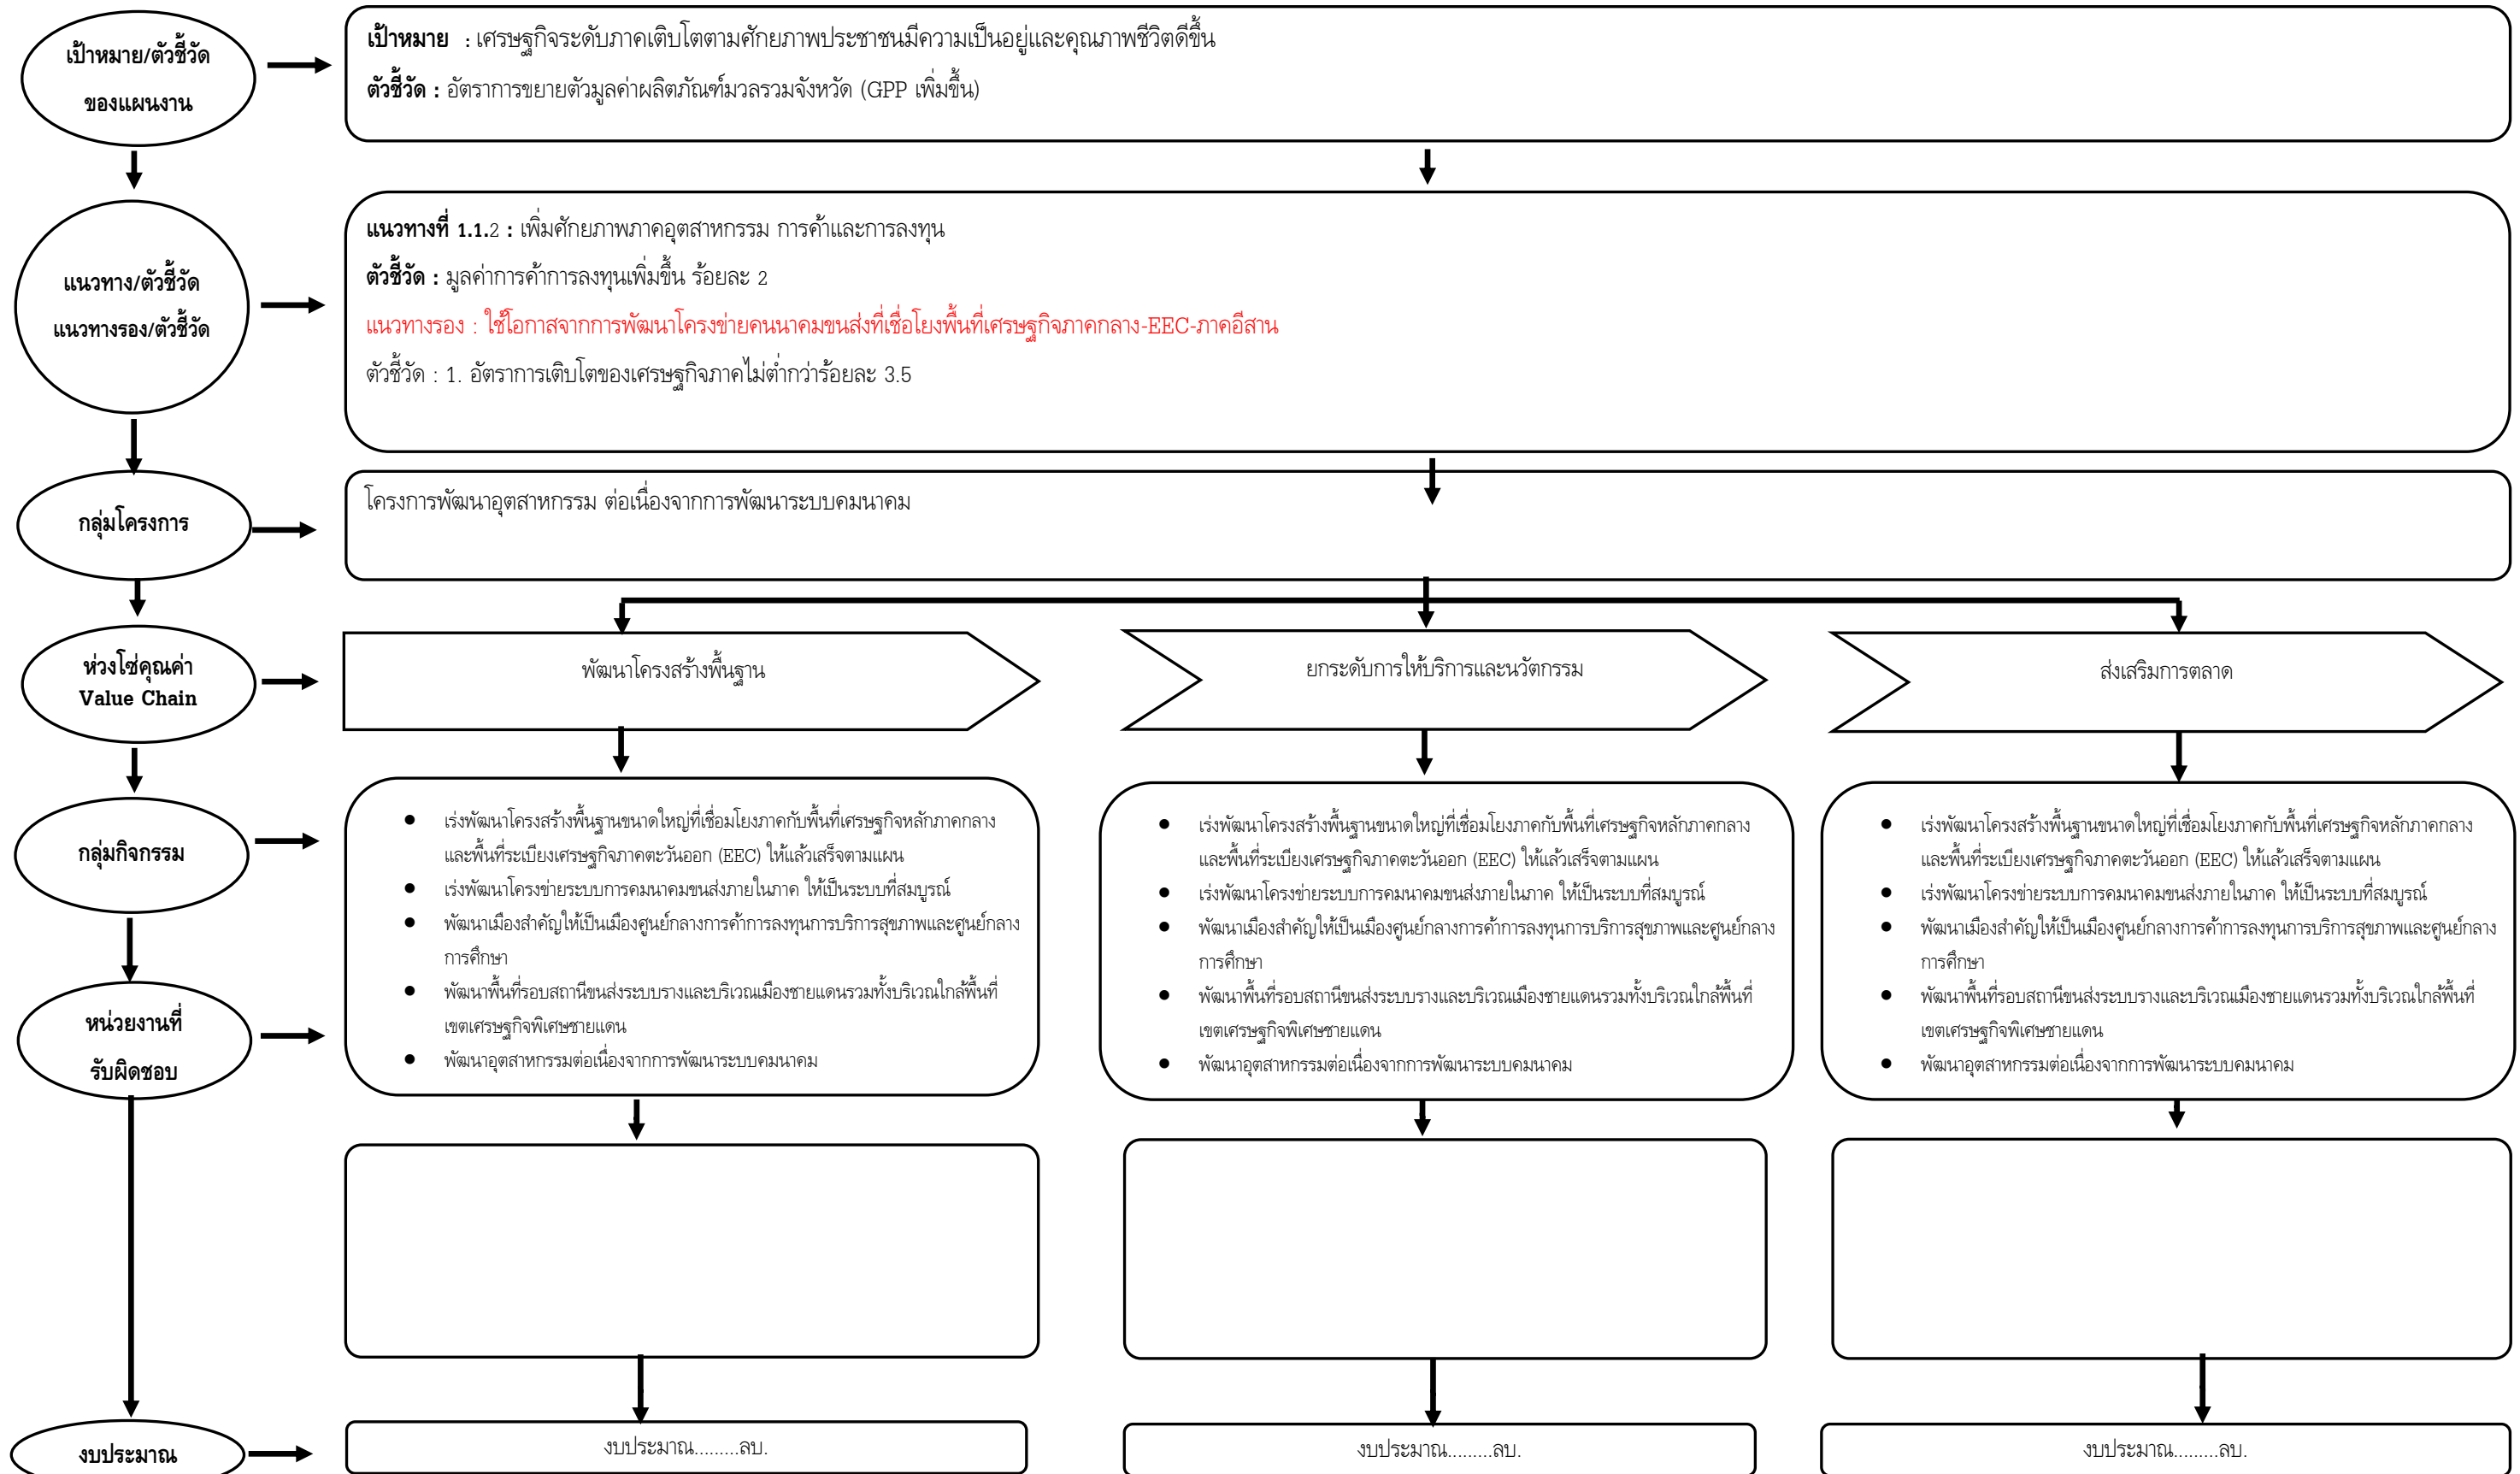 เป้าหมาย/ตัวชี้วัด
ของแผนงาน
เป้าหมาย : เศรษฐกิจระดับภาคเติบโตตามศักยภาพประชาชนมีความเป็นอยู่และคุณภาพชีวิตดีขึ้น
ตัวชี้วัด : อัตราการขยายตัวมูลค่าผลิตภัณฑ์มวลรวมจังหวัด (GPP เพิ่มขึ้น)
แนวทาง/ตัวชี้วัด
แนวทางรอง/ตัวชี้วัด
แนวทางที่ 1.1.2 : เพิ่มศักยภาพภาคอุตสาหกรรม การค้าและการลงทุน
ตัวชี้วัด : มูลค่าการค้าการลงทุนเพิ่มขึ้น ร้อยละ 2
แนวทางรอง : ใช้โอกาสจากการพัฒนาโครงข่ายคนนาคมขนส่งที่เชื่อโยงพื้นที่เศรษฐกิจภาคกลาง-EEC-ภาคอีสาน
ตัวชี้วัด : 1. อัตราการเติบโตของเศรษฐกิจภาคไม่ต่ำกว่าร้อยละ 3.5
กลุ่มโครงการ
โครงการพัฒนาอุตสาหกรรม ต่อเนื่องจากการพัฒนาระบบคมนาคม
ห่วงโซ่คุณค่า
Value Chain
พัฒนาโครงสร้างพื้นฐาน
ยกระดับการให้บริการและนวัตกรรม
ส่งเสริมการตลาด
กลุ่มกิจกรรม
● เร่งพัฒนาโครงสร้างพื้นฐานขนาดใหญ่ที่เชื่อมโยงภาคกับพื้นที่เศรษฐกิจหลักภาคกลาง
และพื้นที่ระเบียงเศรษฐกิจภาคตะวันออก (EEC) ให้แล้วเสร็จตามแผน
● เร่งพัฒนาโครงข่ายระบบการคมนาคมขนส่งภายในภาค ให้เป็นระบบที่สมบูรณ์
● พัฒนาเมืองสำคัญให้เป็นเมืองศูนย์กลางการค้าการลงทุนการบริการสุขภาพและศูนย์กลาง
การศึกษา
● พัฒนาพื้นที่รอบสถานีขนส่งระบบรางและบริเวณเมืองชายแดนรวมทั้งบริเวณใกล้พื้นที่
เขตเศรษฐกิจพิเศษชายแดน
● พัฒนาอุตสาหกรรมต่อเนื่องจากการพัฒนาระบบคมนาคม
● เร่งพัฒนาโครงสร้างพื้นฐานขนาดใหญ่ที่เชื่อมโยงภาคกับพื้นที่เศรษฐกิจหลักภาคกลาง
และพื้นที่ระเบียงเศรษฐกิจภาคตะวันออก (EEC) ให้แล้วเสร็จตามแผน
● เร่งพัฒนาโครงข่ายระบบการคมนาคมขนส่งภายในภาค ให้เป็นระบบที่สมบูรณ์
● พัฒนาเมืองสำคัญให้เป็นเมืองศูนย์กลางการค้าการลงทุนการบริการสุขภาพและศูนย์กลาง
การศึกษา
● พัฒนาพื้นที่รอบสถานีขนส่งระบบรางและบริเวณเมืองชายแดนรวมทั้งบริเวณใกล้พื้นที่
เขตเศรษฐกิจพิเศษชายแดน
● พัฒนาอุตสาหกรรมต่อเนื่องจากการพัฒนาระบบคมนาคม
● เร่งพัฒนาโครงสร้างพื้นฐานขนาดใหญ่ที่เชื่อมโยงภาคกับพื้นที่เศรษฐกิจหลักภาคกลาง
และพื้นที่ระเบียงเศรษฐกิจภาคตะวันออก (EEC) ให้แล้วเสร็จตามแผน
● เร่งพัฒนาโครงข่ายระบบการคมนาคมขนส่งภายในภาค ให้เป็นระบบที่สมบูรณ์
● พัฒนาเมืองสำคัญให้เป็นเมืองศูนย์กลางการค้าการลงทุนการบริการสุขภาพและศูนย์กลาง
การศึกษา
● พัฒนาพื้นที่รอบสถานีขนส่งระบบรางและบริเวณเมืองชายแดนรวมทั้งบริเวณใกล้พื้นที่
เขตเศรษฐกิจพิเศษชายแดน
● พัฒนาอุตสาหกรรมต่อเนื่องจากการพัฒนาระบบคมนาคม
หน่วยงานที่
รับผิดชอบ
งบประมาณ
งบประมาณ.........ลบ.
งบประมาณ.........ลบ.
งบประมาณ.........ลบ.